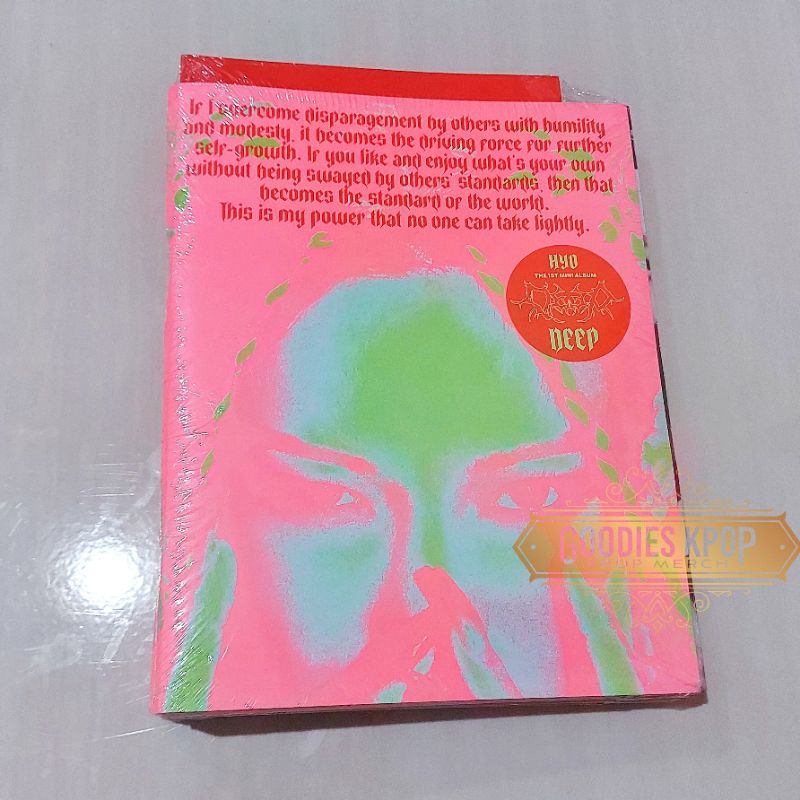 If I overcome disparagement by others with humility
and modesty, it becomes the driving force for further
self-growth. If you like and enjoy what's your own
without being swayed by others' standards, then that
becomes the standard of the world.
This is my power that no one can take lightly.
HYO
THE 1ST MINI ALBUM
DEEP
GOODIES KPOP
KPOP MERCH